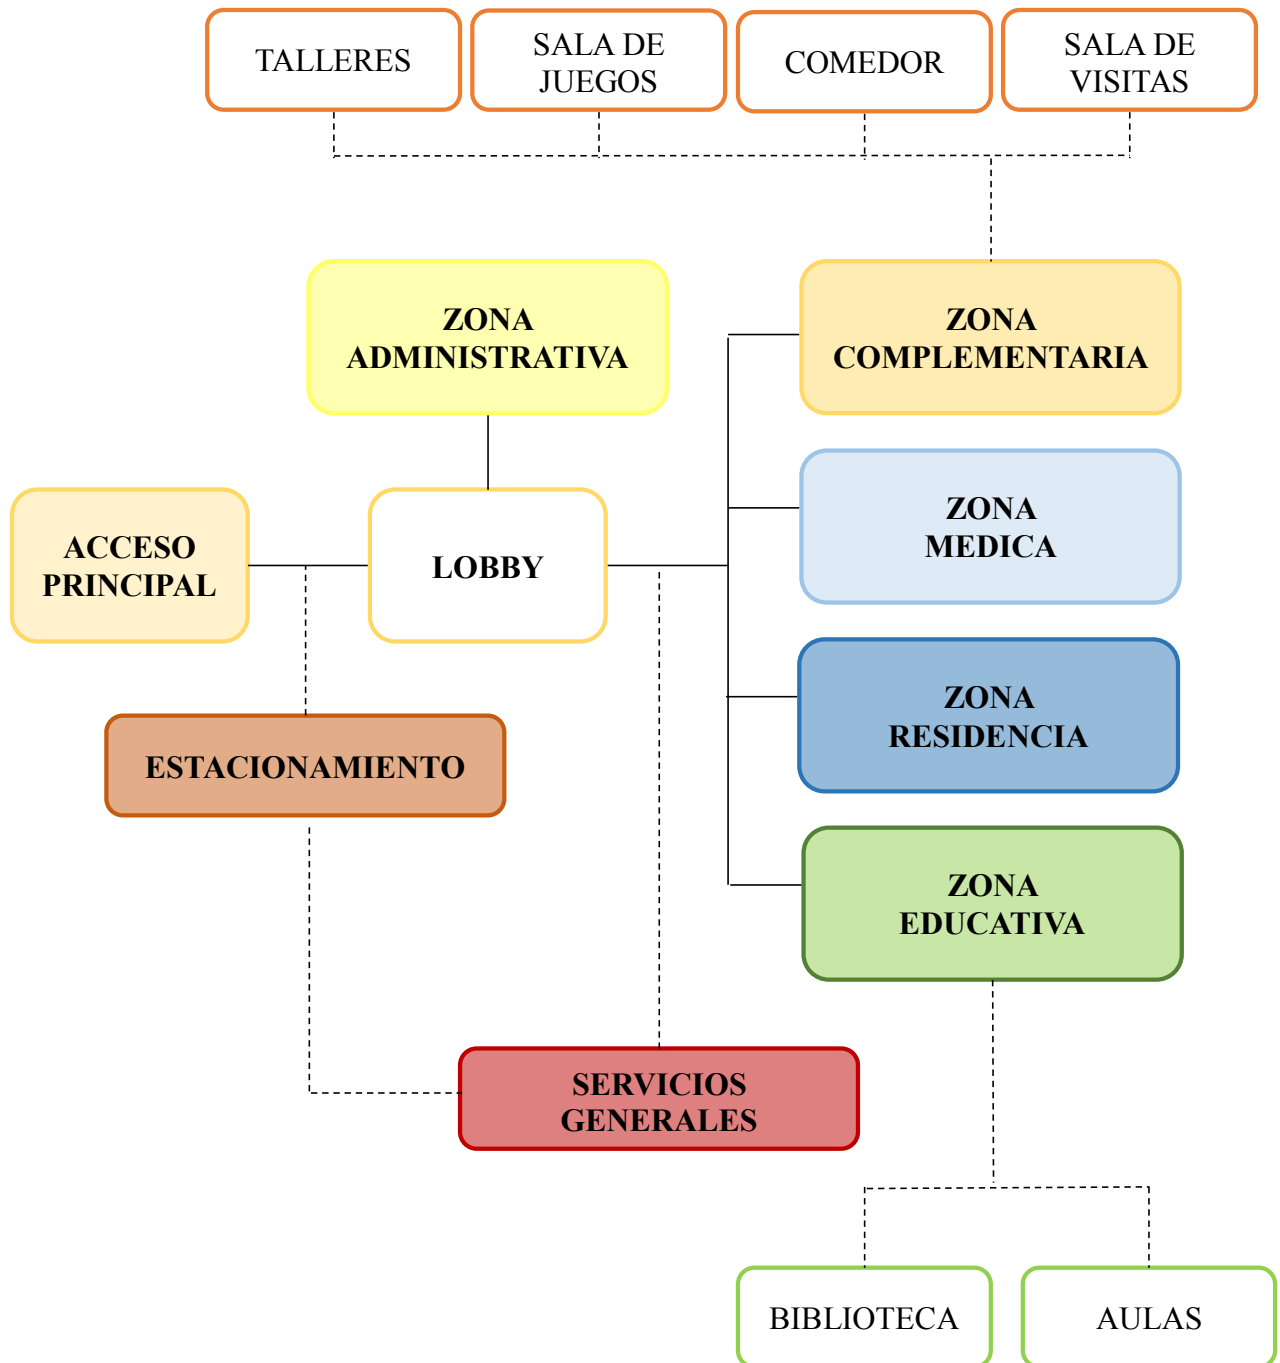 TALLERES
SALA DE
JUEGOS
COMEDOR
SALA DE
VISITAS
ZONA
ADMINISTRATIVA
ZONA
COMPLEMENTARIA
ACCESO
PRINCIPAL
LOBBY
ZONA
MEDICA
ESTACIONAMIENTO
ZONA
RESIDENCIA
ZONA
EDUCATIVA
SERVICIOS
GENERALES
BIBLIOTECA
AULAS